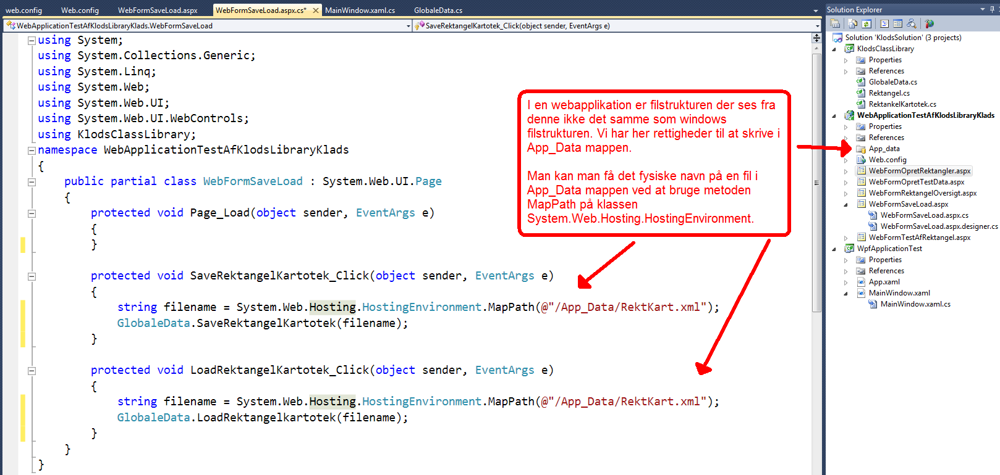 web.config Web.config WebFormSaveLoad.aspx WebFormSaveLoad.aspx.cs* MainWindow.xaml.cs GlobaleData.cs
WebApplicationTestAfKlodsLibraryKlads.WebFormSaveLoad SaveRektangelKartotek_Click(object sender, EventArgs e)
using System;
using System.Collections.Generic;
using System.Linq;
using System.Web;
using System.Web.UI;
using System.Web.UI.WebControls;
using KlodsClassLibrary;
namespace WebApplicationTestAfKlodsLibraryKlads
{
public partial class WebFormSaveLoad : System.Web.UI.Page
{
protected void Page_Load(object sender, EventArgs e)
{
}
protected void SaveRektangelKartotek_Click(object sender, EventArgs e)
{
string filename = System.Web.Hosting.HostingEnvironment.MapPath(@"/App_Data/RektKart.xml");
GlobaleData.SaveRektangelKartotek(filename);
}
protected void LoadRektangelKartotek_Click(object sender, EventArgs e)
{
string filename = System.Web.Hosting.HostingEnvironment.MapPath(@"/App_Data/RektKart.xml");
GlobaleData.LoadRektangelkartotek(filename);
}
}
}
I en webapplikation er filstrukturen der ses fra
denne ikke det samme som windows
filstrukturen. Vi har her rettigheder til at skrive i
App_Data mappen.
Man kan man få det fysiske navn på en fil i
App_Data mappen ved at bruge metoden
MapPath på klassen
System.Web.Hosting.HostingEnvironment.
Solution Explorer
Solution 'KlodsSolution' (3 projects)
KlodsClassLibrary
Properties
References
GlobaleData.cs
Rektangel.cs
RektankelKartotek.cs
WebApplicationTestAfKlodsLibraryKlads
Properties
References
App_data
Web.config
WebFormOpretRektangler.aspx
WebFormOpretTestData.aspx
WebFormRektangelOversigt.aspx
WebFormSaveLoad.aspx
WebFormSaveLoad.aspx.cs
WebFormSaveLoad.aspx.designer.cs
WebFormTestAfRektangel.aspx
WpfApplicationTest
Properties
References
App.xaml
MainWindow.xaml
MainWindow.xaml.cs